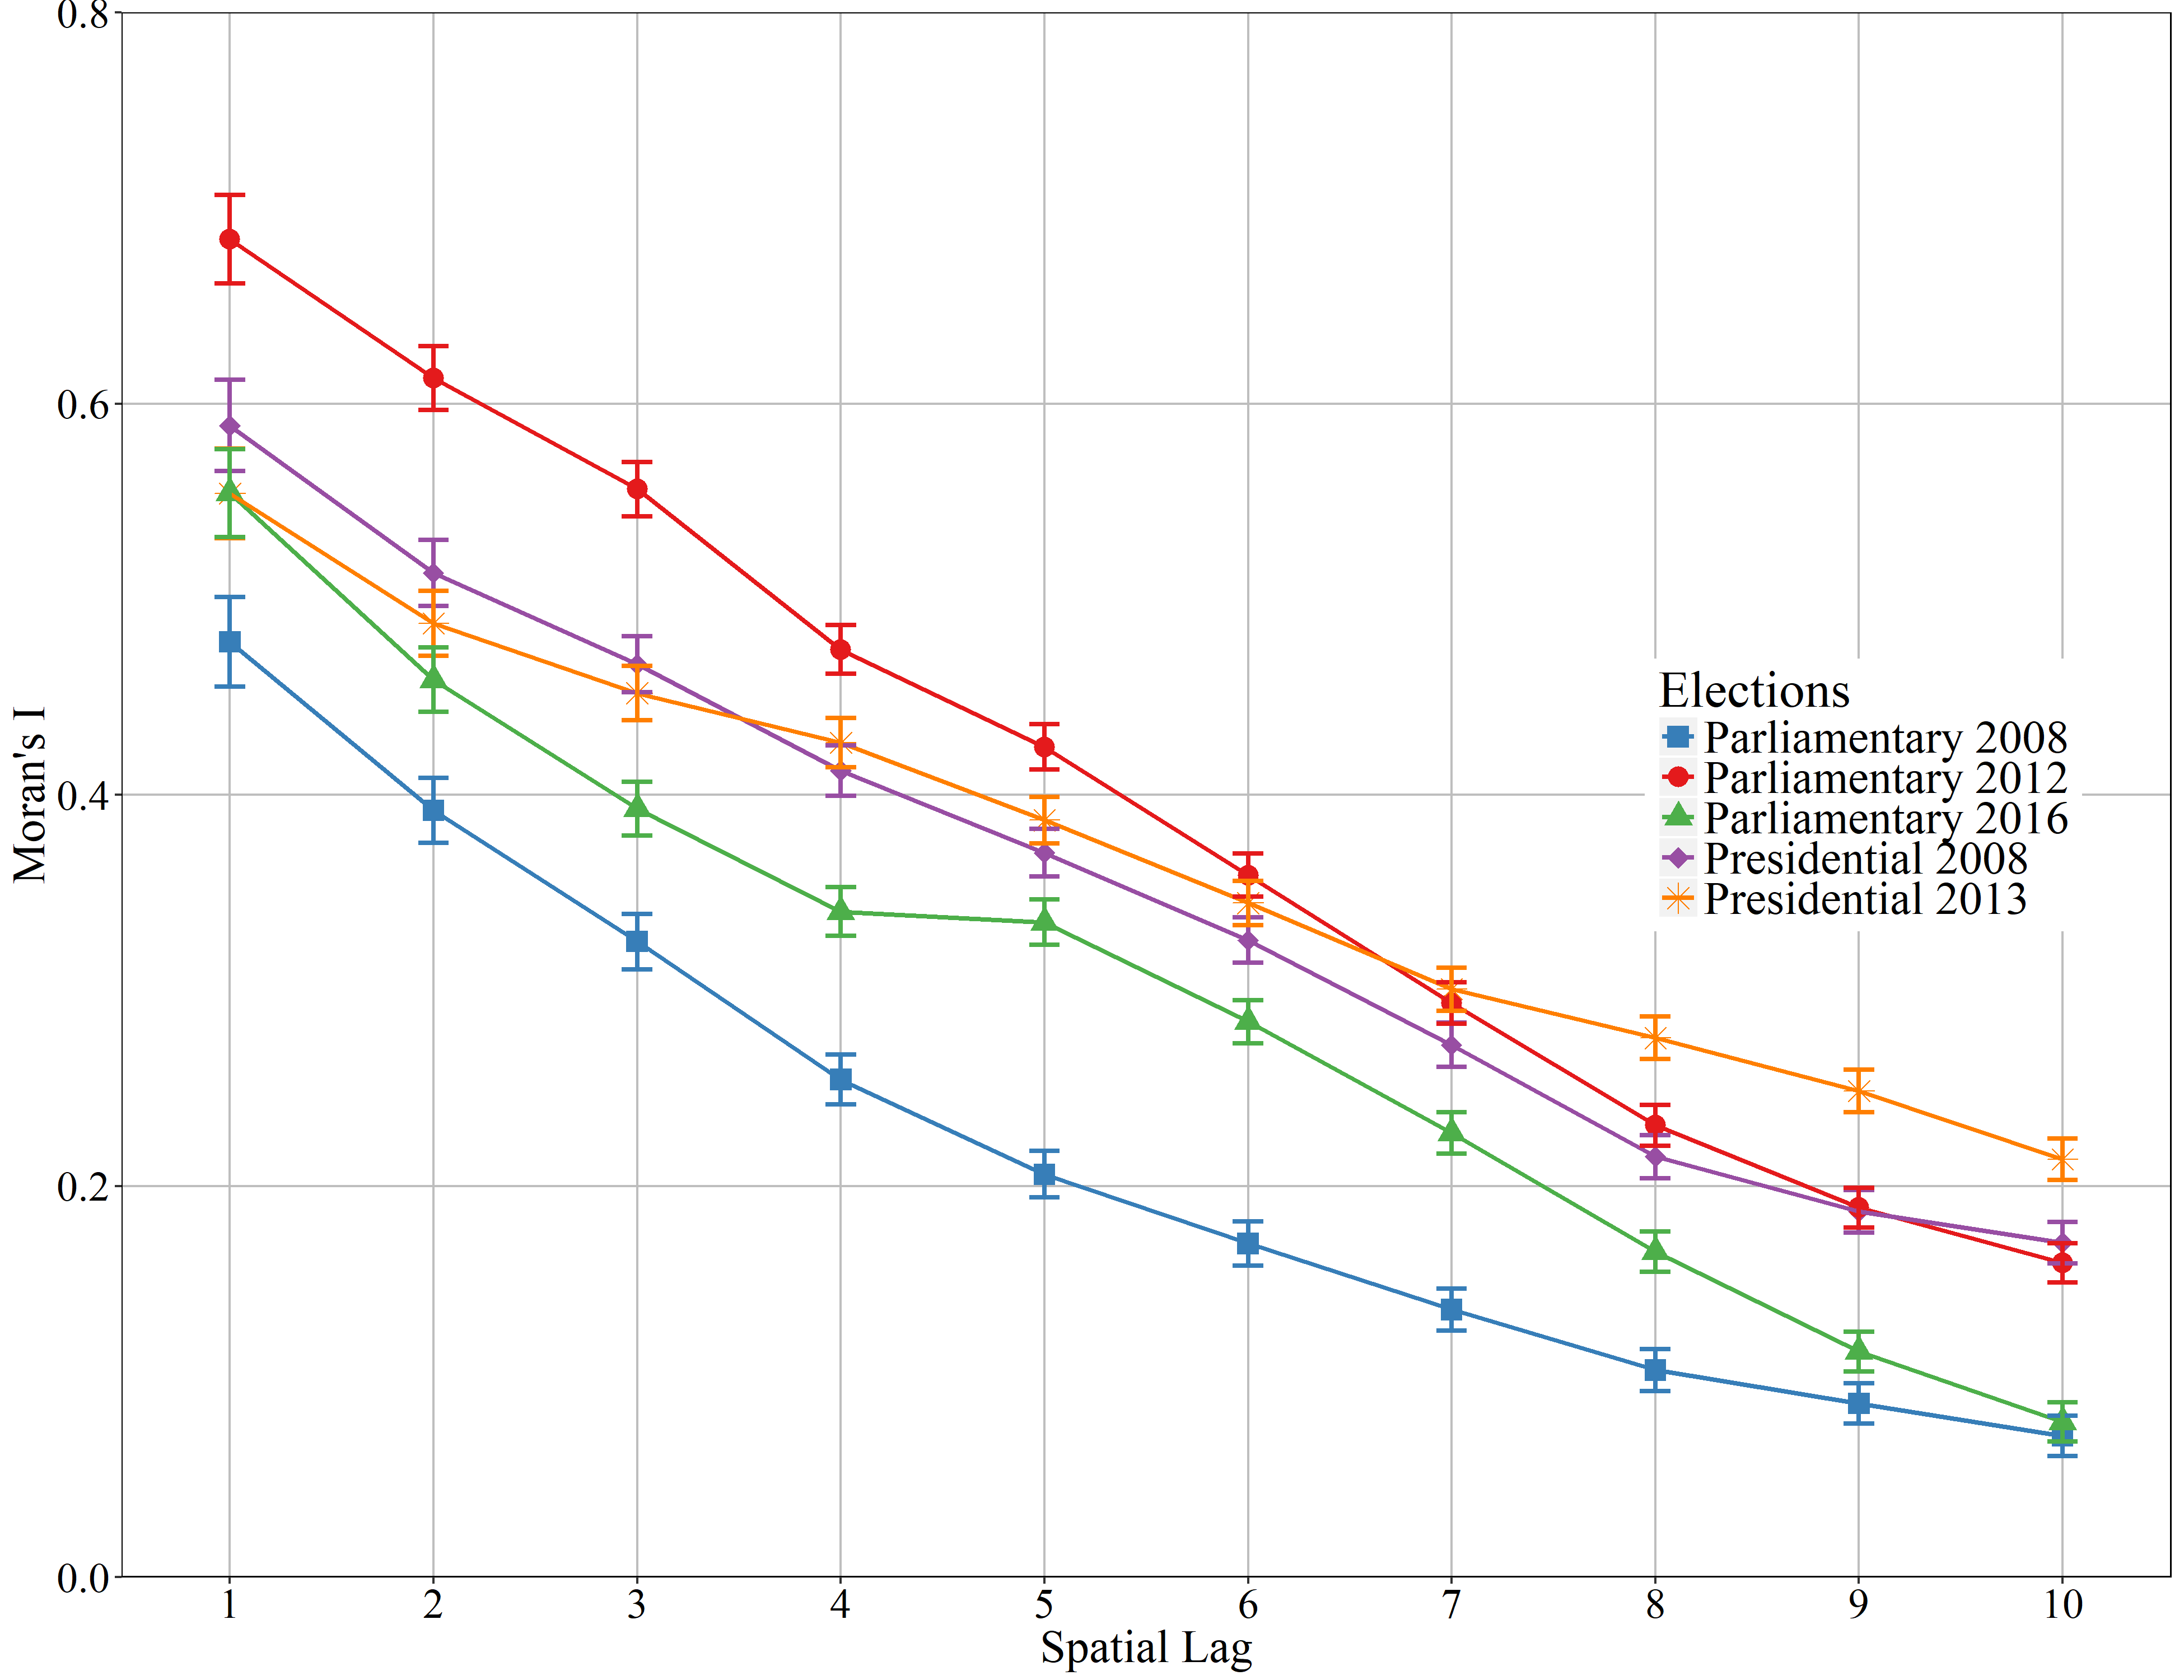 0.8
0.6
0.4
0.2
0.0
Moran's I
Elections
Parliamentary 2008
Parliamentary 2012
Parliamentary 2016
Presidential 2008
Presidential 2013
1 2 3 4 5 6 7 8 9 10
Spatial Lag